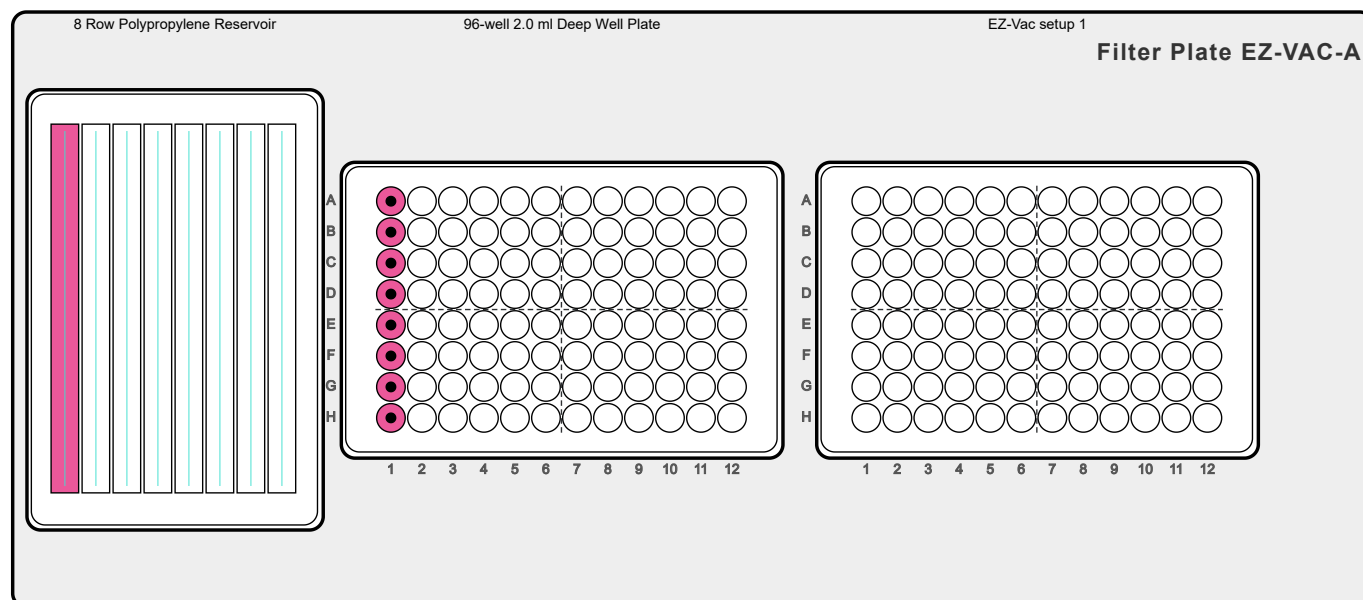 8 Row Polypropylene Reservoir
96-well 2.0 ml Deep Well Plate
EZ-Vac setup 1
Filter Plate EZ-VAC-A
A
B
C
D
E
F
G
H
1 2 3 4 5 6 7 8 9 10 11 12
A
B
C
D
E
F
G
H
1 2 3 4 5 6 7 8 9 10 11 12